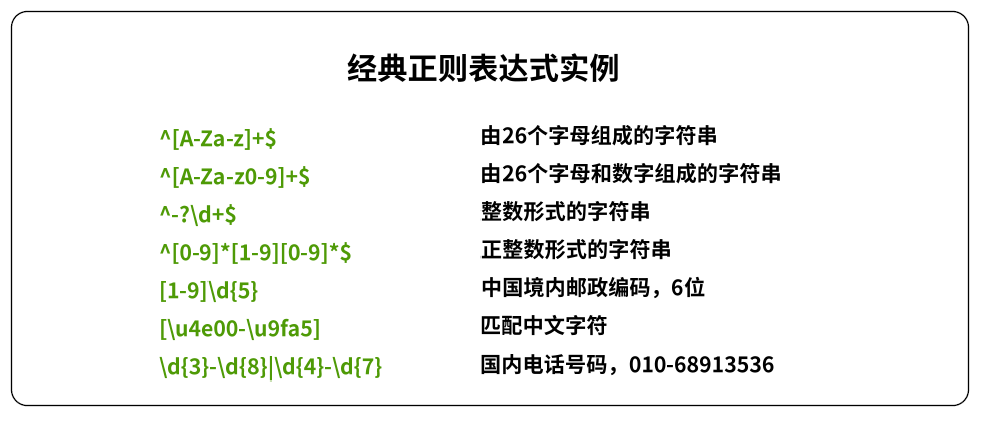 经典正则表达式实例
^[A-Za-z]+$ 由26个字母组成的字符串
^[A-Za-z0-9]+$ 由26个字母和数字组成的字符串
^-?\d+$ 整数形式的字符串
^[0-9]*[1-9][0-9]*$ 正整数形式的字符串
[1-9]\d{5} 中国境内邮政编码，6位
[\u4e00-\u9fa5] 匹配中文字符
\d{3}-\d{8}|\d{4}-\d{7} 国内电话号码，010-68913536